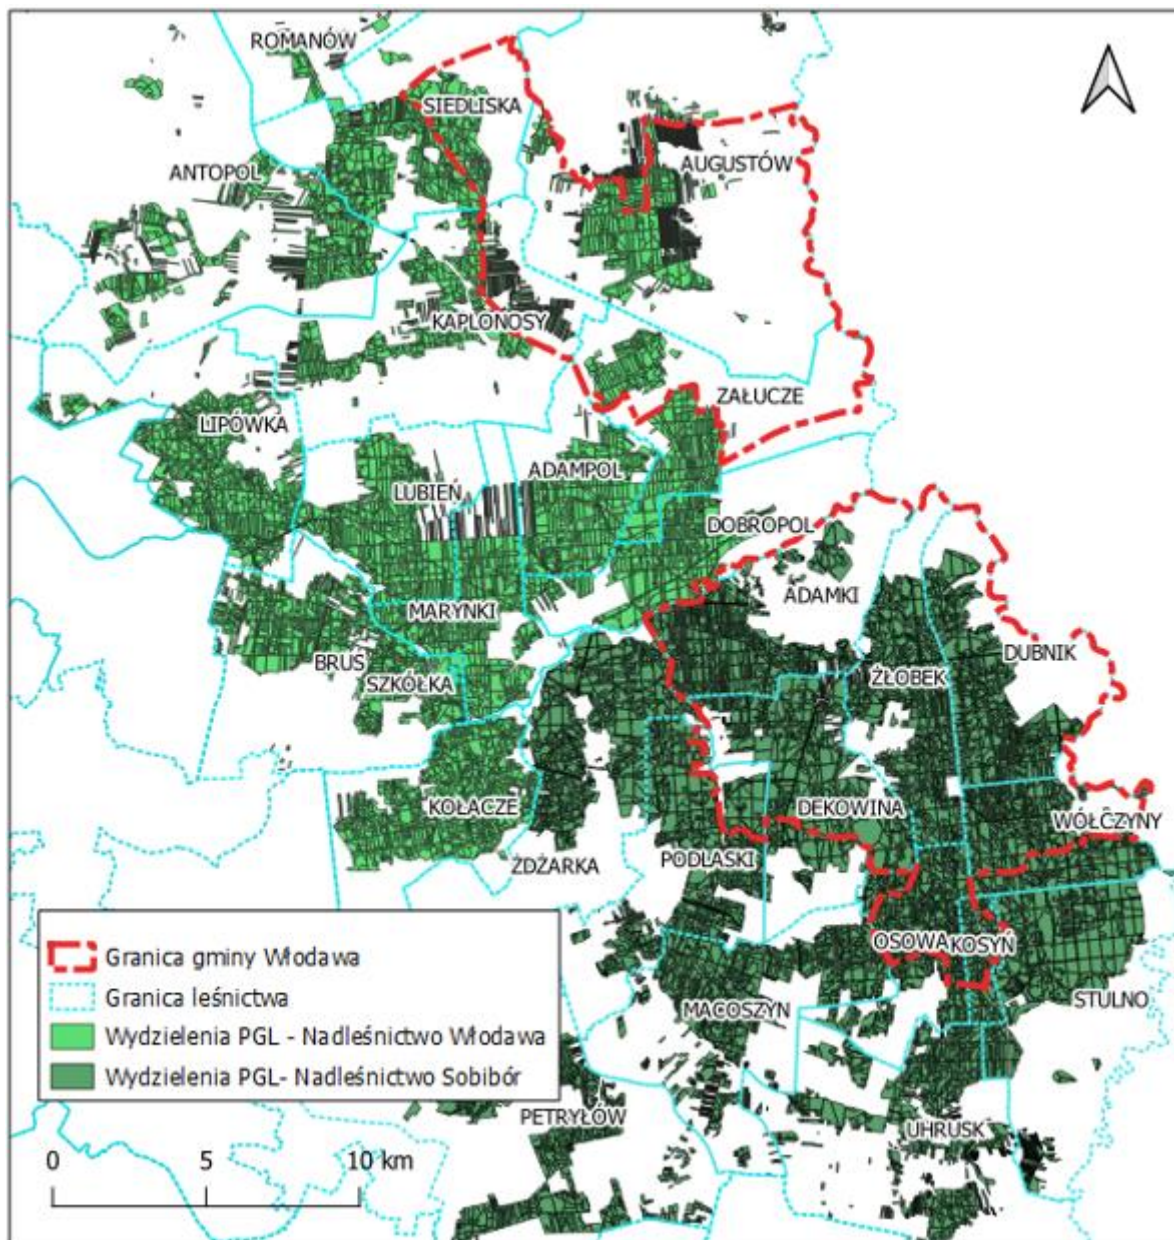 ROMANÓW
SIEDLISKA
AUGUSTÓW
ANTOPOL
KAPLONOSY
ZAŁUCZE
LIPÓWKA
ADAMPOL
LUBIEŃ
DOBROPOL
ADAMKI
MARYNKI
DUBNIK
BRUS
ŻŁOBEK
SZKÓŁKA
KOŁACZE
DEKOWINA
WÓŁCZYNY
ŻDŻARKA
PODLASKI
OSOWA
KOSYŃ
STULNO
MACOSZYN
PETRYŁÓW
UHRUSK
Granica gminy Włodawa
Granica leśnictwa
Wydzielenia PGL - Nadleśnictwo Włodawa
Wydzielenia PGL- Nadleśnictwo Sobibór
0 5 10 km